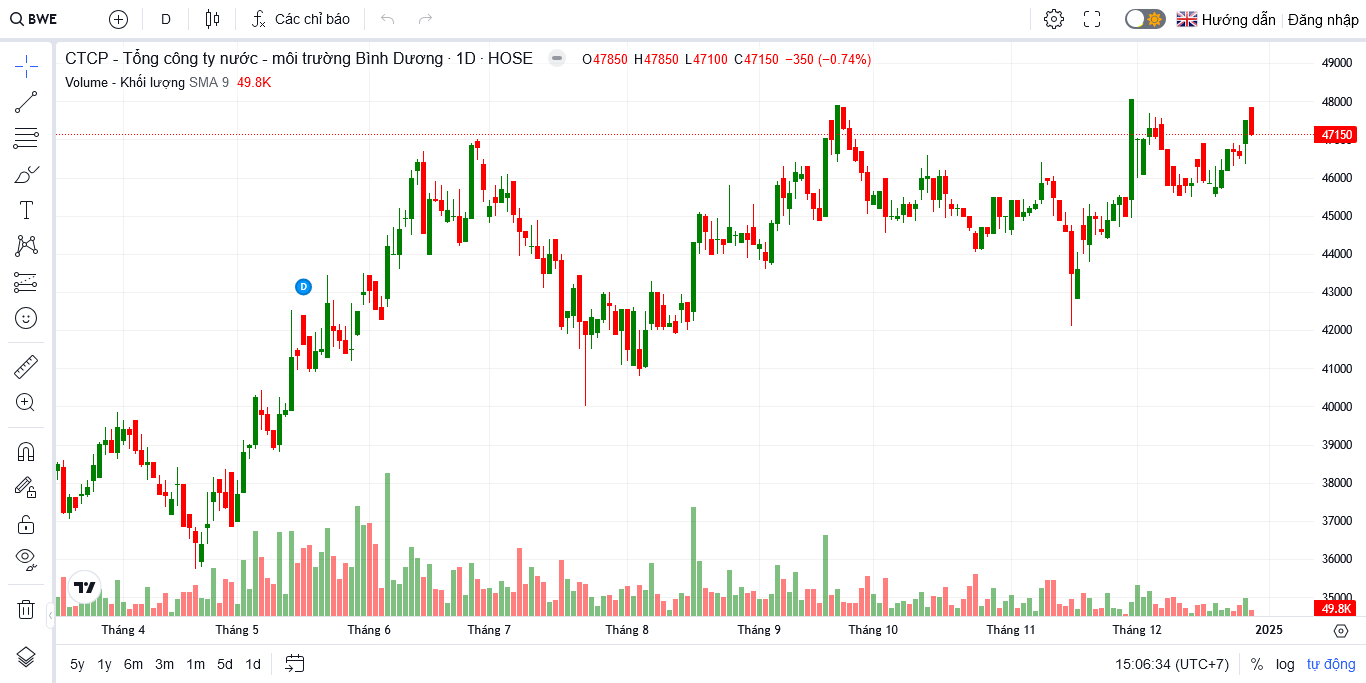 BWE D Các chỉ báo Hướng dẫn Đăng nhập
CTCP - Tổng công ty nước - môi trường Bình Dương · 1D · HOSE O47850 H47850 L47100 C47150 −350 (−0.74%)
Volume - Khối lượng SMA 9 49.8K
49000
48000
47150
47000
46000
45000
44000
D
43000
42000
41000
40000
39000
38000
37000
36000
35000
49.8K
Tháng 4 Tháng 5 Tháng 6 Tháng 7 Tháng 8 Tháng 9 Tháng 10 Tháng 11 Tháng 12 2025
5y 1y 6m 3m 1m 5d 1d 15:06:34 (UTC+7) % log tự động